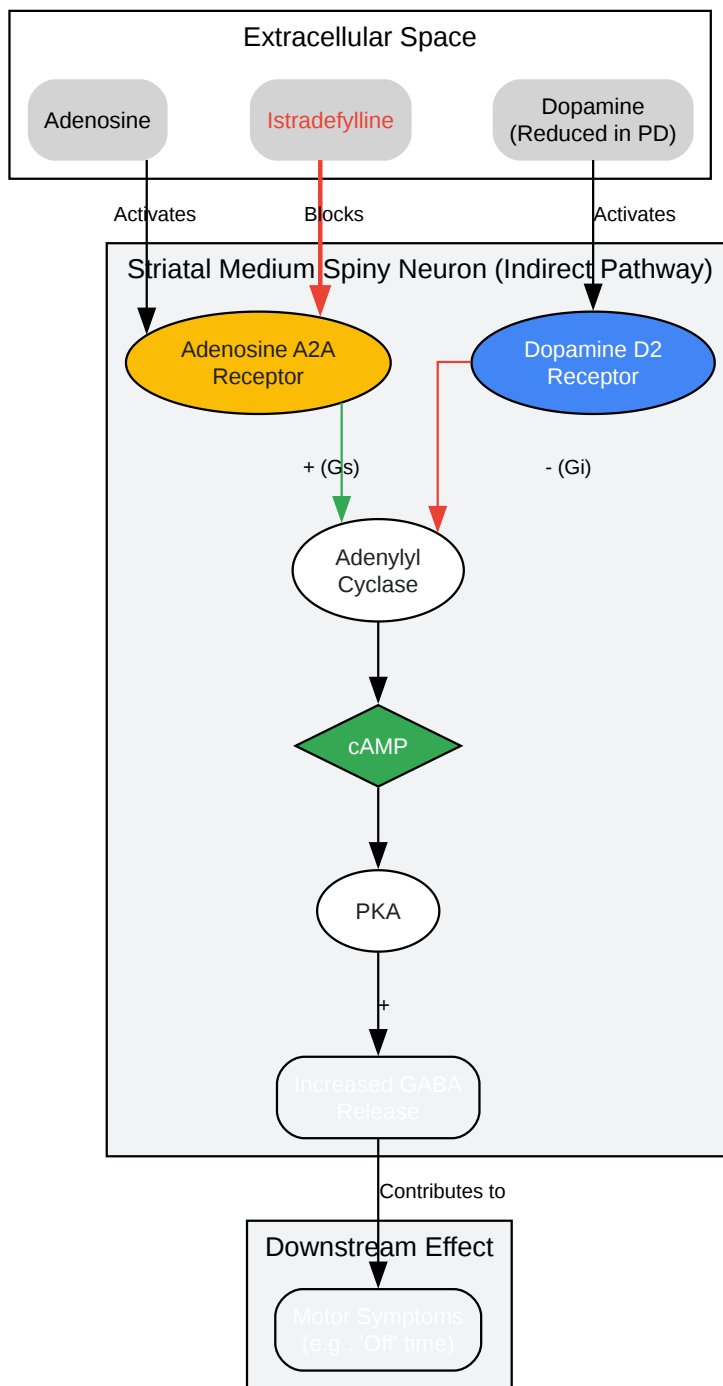 Extracellular Space
Adenosine
Istradefylline
Dopamine
(Reduced in PD)
Activates
Blocks
Activates
Striatal Medium Spiny Neuron (Indirect Pathway)
Adenosine A2A
Receptor
Dopamine D2
Receptor
+ (Gs)
- (Gi)
Adenylyl
Cyclase
cAMP
PKA
+
Increased GABA
Release
Contributes to
Downstream Effect
Motor Symptoms
(e.g., 'Off' time)